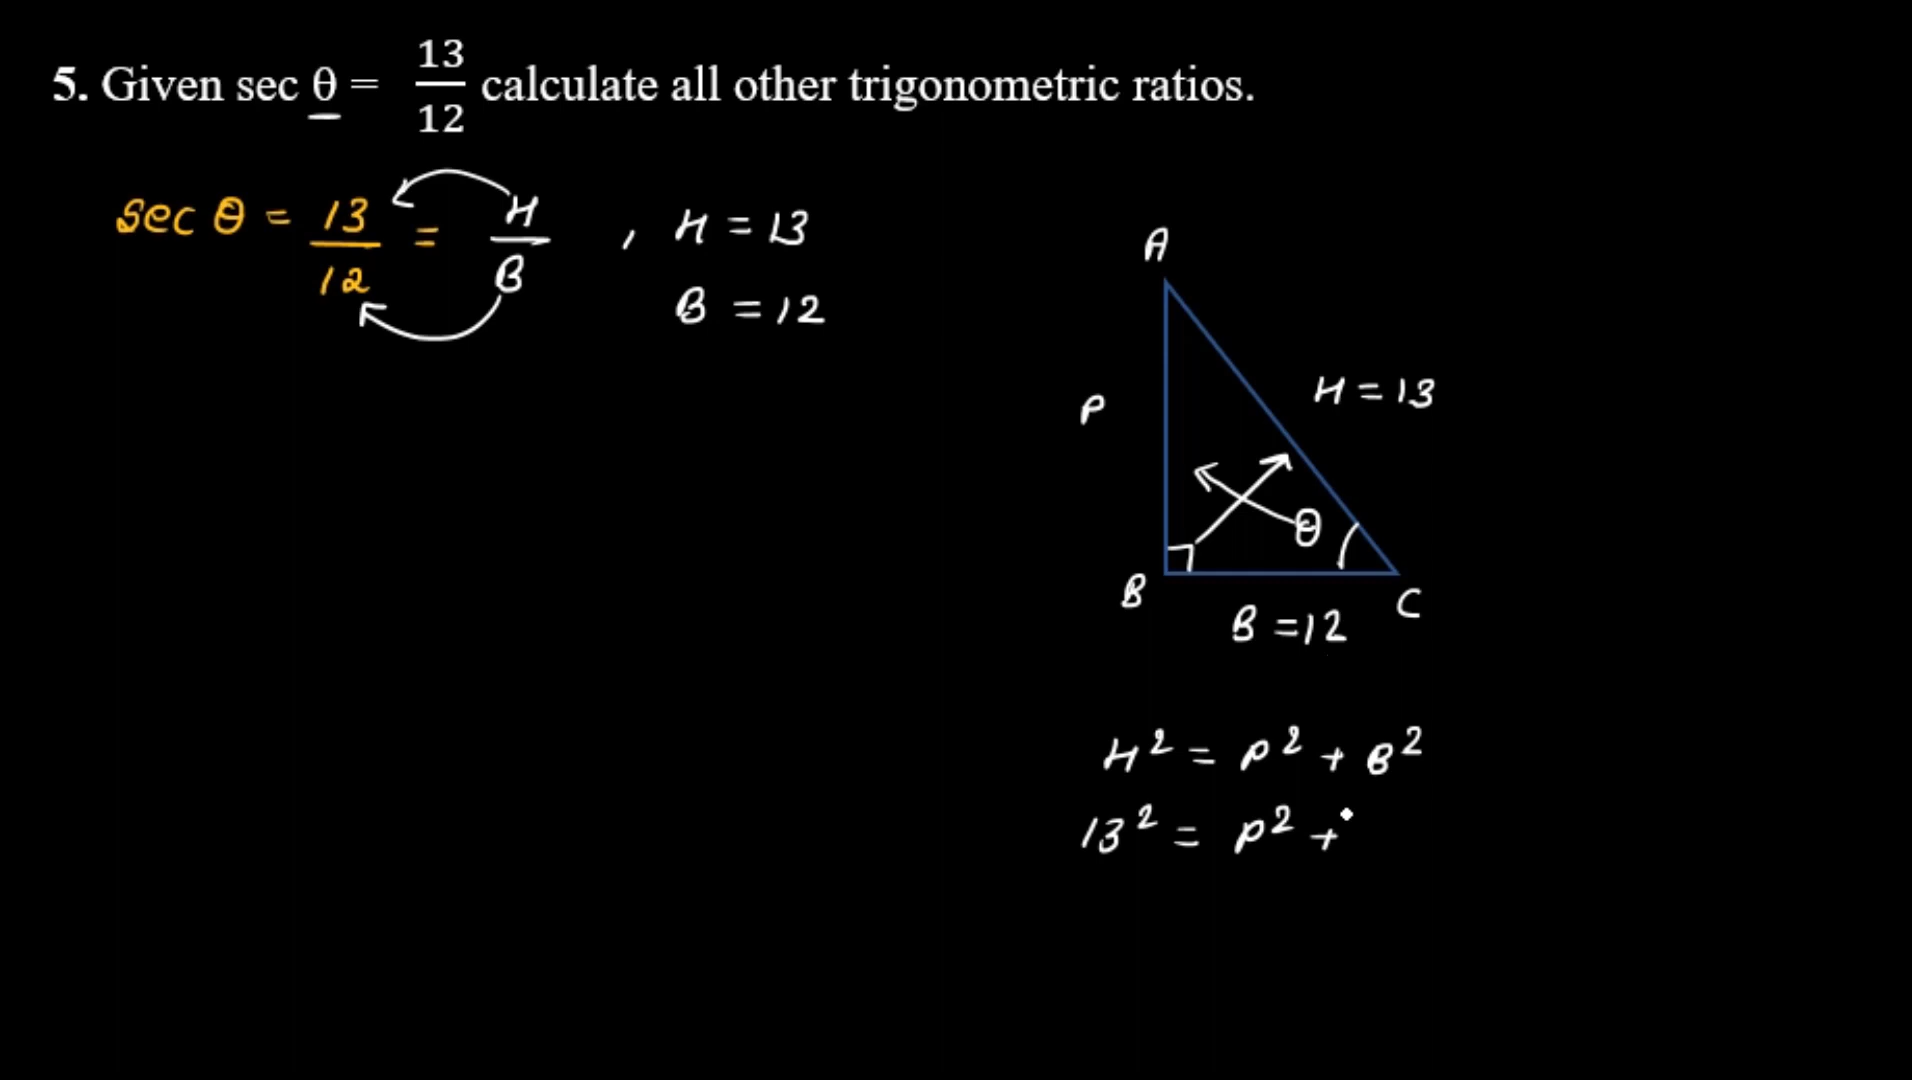 5. Given sec θ = 13/12 calculate all other trigonometric ratios.
sec θ = 13/12 = H/B , H = 13
B = 12
A
P
H = 13
θ
B
C
B = 12
H² = P² + B²
13² = P² +